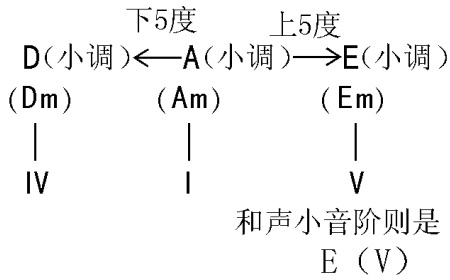 下5度 上5度
D(小调)←A(小调)→E(小调)
(Dm) (Am) (Em)
IV I V
和声小音阶则是
E（V）